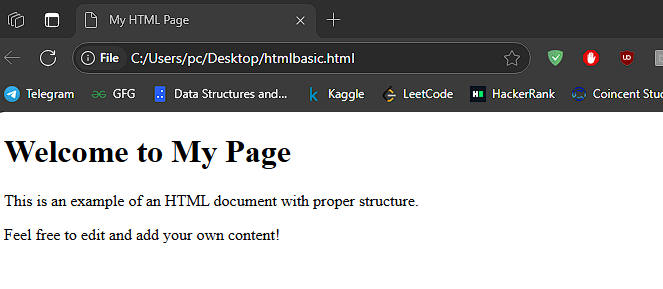 My HTML Page
File C:/Users/pc/Desktop/htmlbasic.html
Telegram GFG Data Structures and... Kaggle LeetCode HackerRank Coincent Stud
Welcome to My Page
This is an example of an HTML document with proper structure.
Feel free to edit and add your own content!